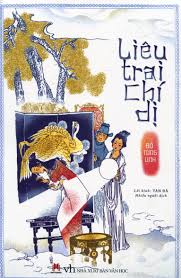 Liêu
trai
chí
dị
BỒ
TÙNG
LINH
Lời bình: TẢN ĐÀ
Nhiều người dịch
vh NHÀ XUẤT BẢN VĂN HỌC